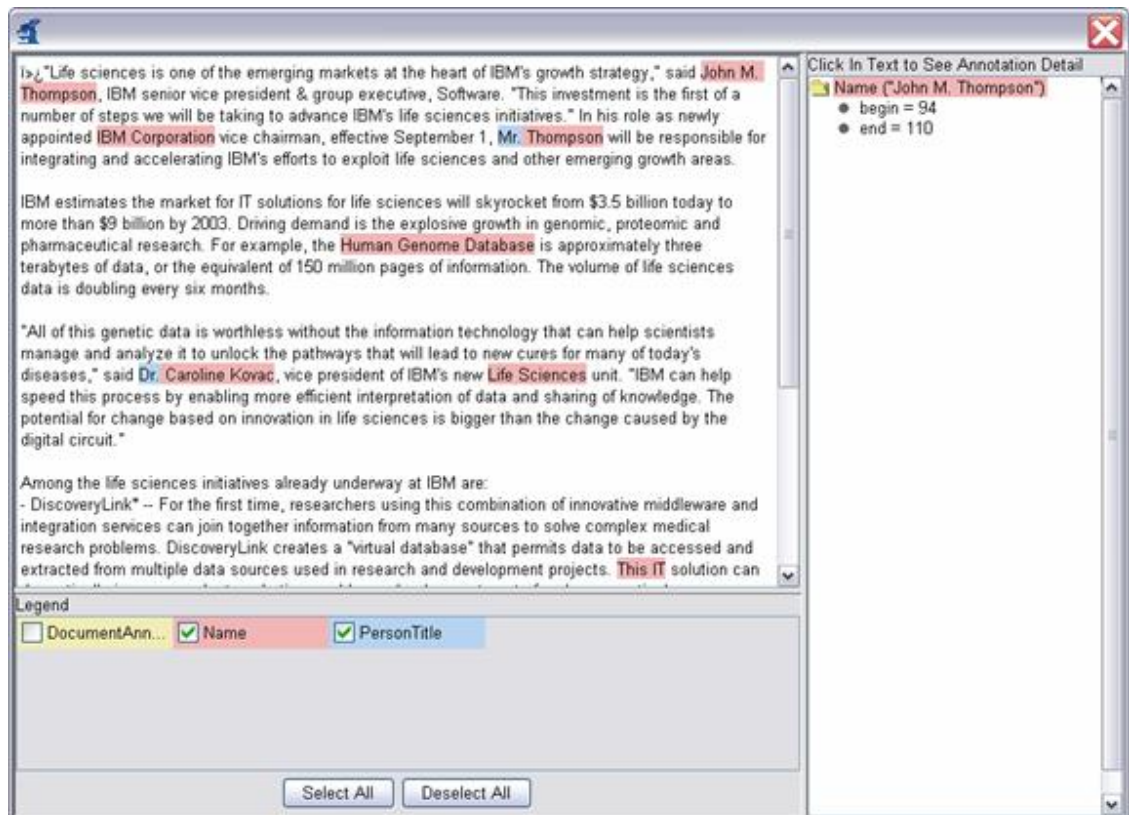 ï»¿"Life sciences is one of the emerging markets at the heart of IBM's growth strategy," said John M.
Thompson, IBM senior vice president & group executive, Software. "This investment is the first of a
number of steps we will be taking to advance IBM's life sciences initiatives." In his role as newly
appointed IBM Corporation vice chairman, effective September 1, Mr. Thompson will be responsible for
integrating and accelerating IBM's efforts to exploit life sciences and other emerging growth areas.
IBM estimates the market for IT solutions for life sciences will skyrocket from $3.5 billion today to
more than $9 billion by 2003. Driving demand is the explosive growth in genomic, proteomic and
pharmaceutical research. For example, the Human Genome Database is approximately three
terabytes of data, or the equivalent of 150 million pages of information. The volume of life sciences
data is doubling every six months.
"All of this genetic data is worthless without the information technology that can help scientists
manage and analyze it to unlock the pathways that will lead to new cures for many of today's
diseases," said Dr. Caroline Kovac, vice president of IBM's new Life Sciences unit. "IBM can help
speed this process by enabling more efficient interpretation of data and sharing of knowledge. The
potential for change based on innovation in life sciences is bigger than the change caused by the
digital circuit."
Among the life sciences initiatives already underway at IBM are:
- DiscoveryLink* -- For the first time, researchers using this combination of innovative middleware and
integration services can join together information from many sources to solve complex medical
research problems. DiscoveryLink creates a "virtual database" that permits data to be accessed and
extracted from multiple data sources used in research and development projects. This IT solution can
Legend
DocumentAnn... Name PersonTitle
Select All Deselect All
Click In Text to See Annotation Detail
Name ("John M. Thompson")
begin = 94
end = 110